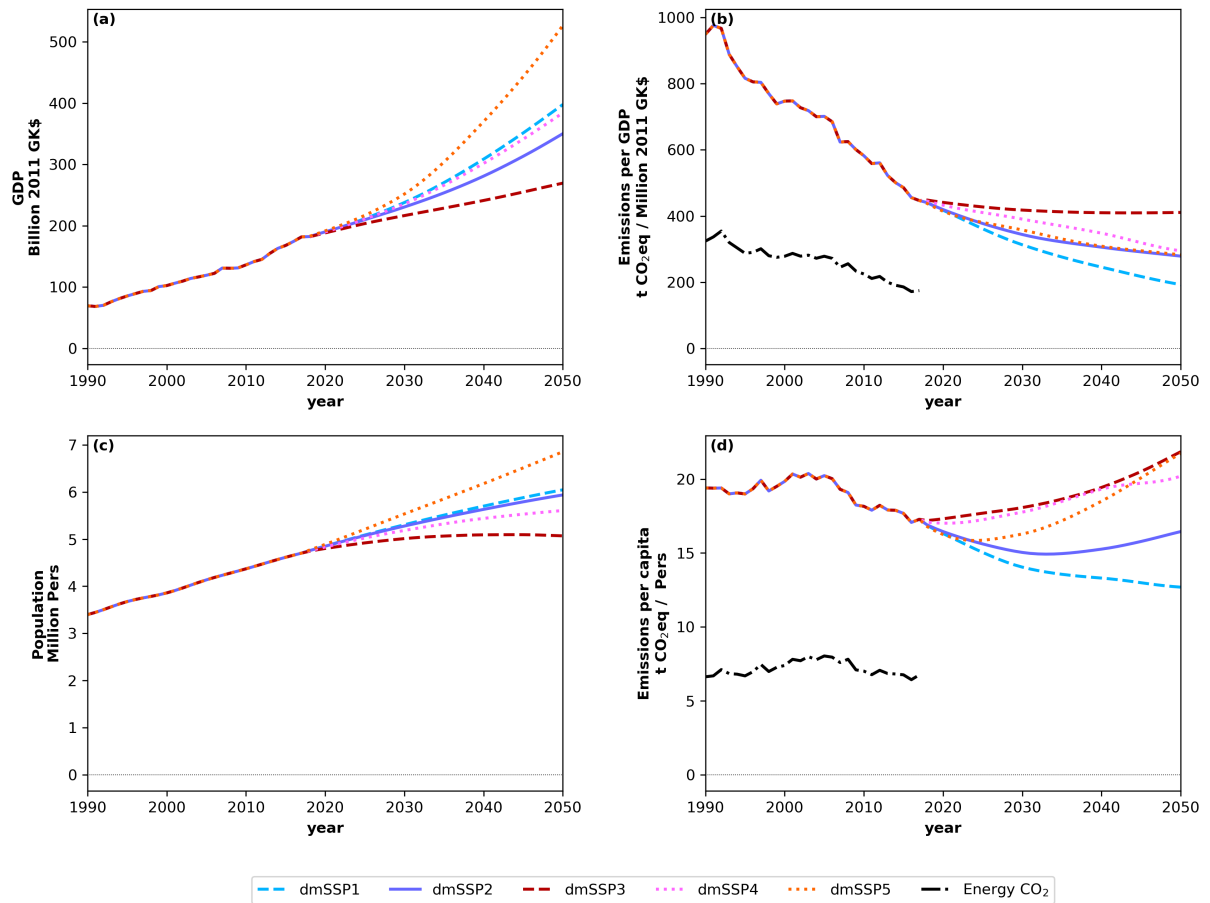 (a)
GDP
Billion 2011 GK$
500
400
300
200
100
0
1990 2000 2010 2020 2030 2040 2050
year
(b)
Emissions per GDP
t CO₂eq / Million 2011 GK$
1000
800
600
400
200
0
1990 2000 2010 2020 2030 2040 2050
year
(c)
Population
Million Pers
7
6
5
4
3
2
1
0
1990 2000 2010 2020 2030 2040 2050
year
(d)
Emissions per capita
t CO₂eq / Pers
20
15
10
5
0
1990 2000 2010 2020 2030 2040 2050
year
dmSSP1 dmSSP2 dmSSP3 dmSSP4 dmSSP5 Energy CO₂